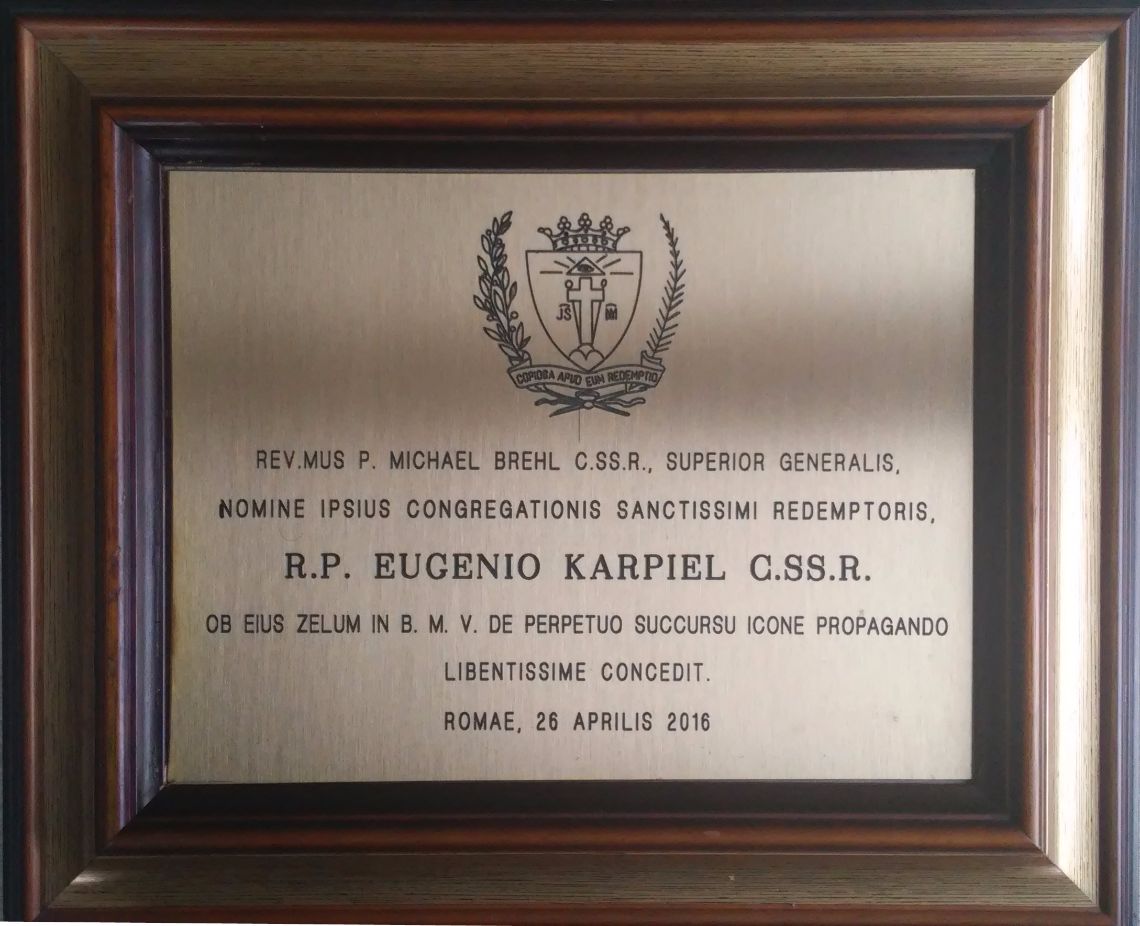 JS
M
COPIOSA APUD EUM REDEMPTIO
REV.MUS P. MICHAEL BREHL C.SS.R., SUPERIOR GENERALIS,
NOMINE IPSIUS CONGREGATIONIS SANCTISSIMI REDEMPTORIS,
R.P. EUGENIO KARPIEL C.SS.R.
OB EIUS ZELUM IN B. M. V. DE PERPETUO SUCCURSU ICONE PROPAGANDO
LIBENTISSIME CONCEDIT.
ROMAE, 26 APRILIS 2016